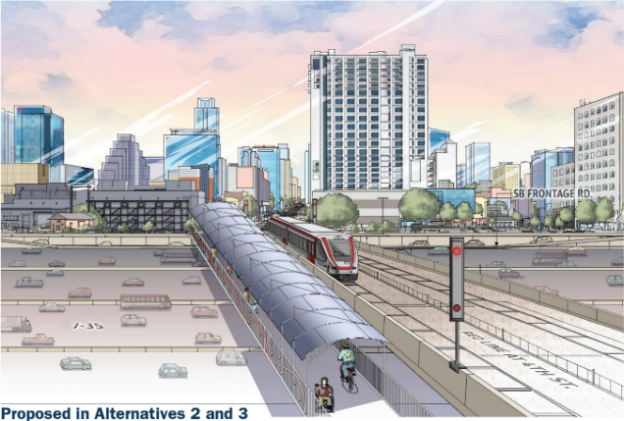 SB FRONTAGE RD.
I-35
RED LINE AT 4TH ST.
Proposed in Alternatives 2 and 3